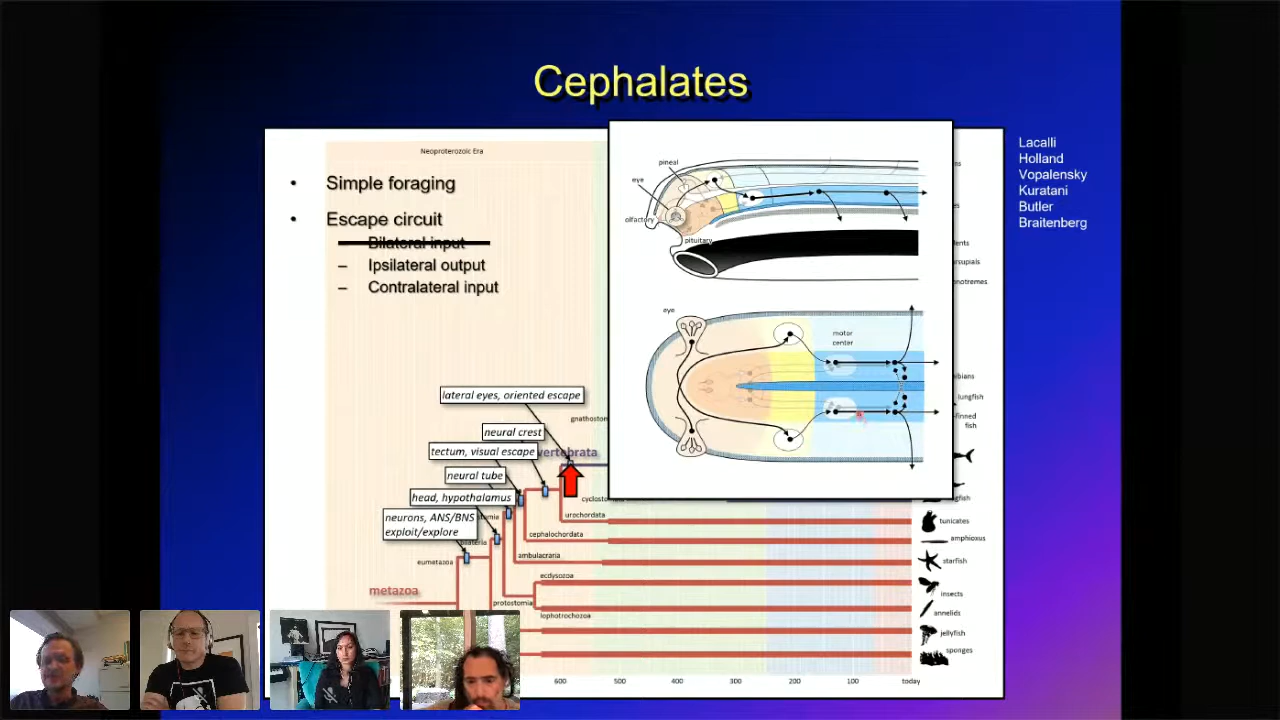 Cephalates
Neoproterozoic Era
• Simple foraging
• Escape circuit
Bilateral input
– Ipsilateral output
– Contralateral input
Lacalli
Holland
Vopalensky
Kuratani
Butler
Braitenberg
pineal
eye
olfactory
pituitary
eye
motor
center
lateral eyes, oriented escape
neural crest
tectum, visual escape
neural tube
head, hypothalamus
neurons, ANS/BNS
exploit/explore
vertebrata
urochordata
cephalochordata
ambulacraria
eumetazoa
ecdysozoa
metazoa
protostomia
lophotrochozoa
lungfish
fish
tunicates
amphioxus
starfish
insects
annelids
jellyfish
sponges
600 500 400 300 200 100 today